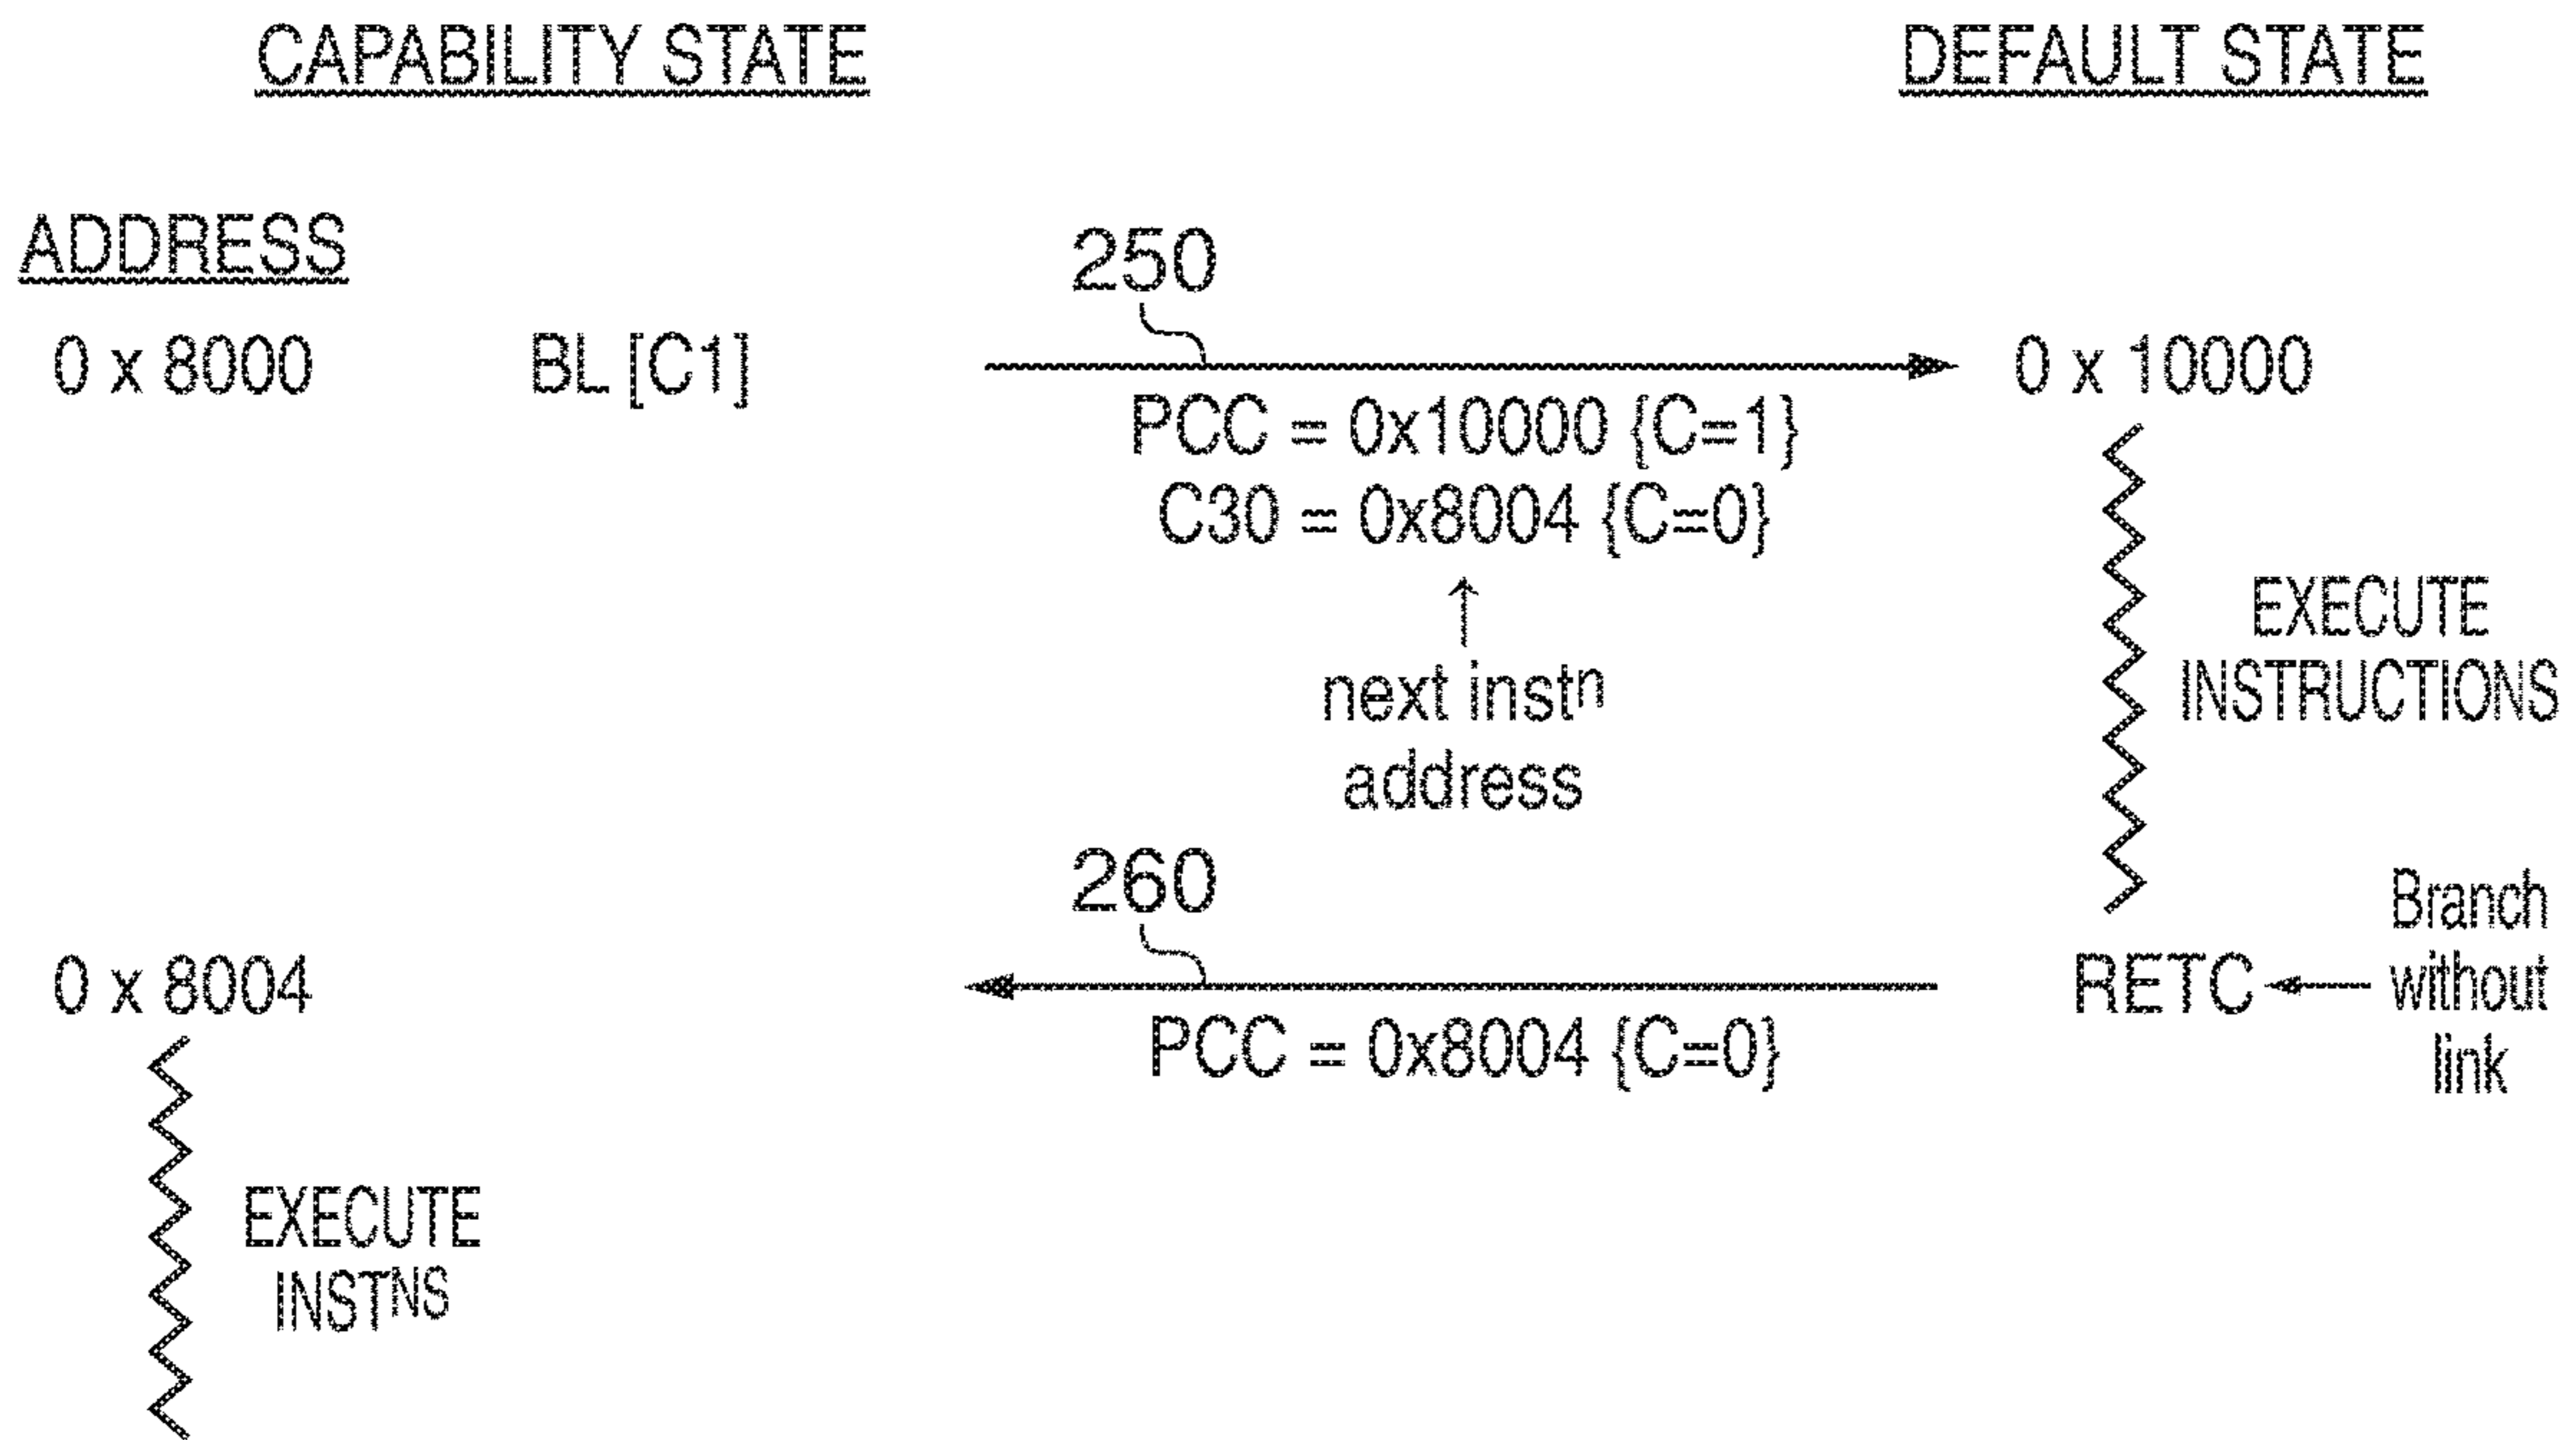 CAPABILITY STATE
DEFAULT STATE
ADDRESS
250
0 x 8000 BL [C1]
0 x 10000
PCC = 0x10000 {C=1}
C30 = 0x8004 {C=0}
next instn
address
EXECUTE
INSTRUCTIONS
260
0 x 8004
PCC = 0x8004 {C=0}
RETC
Branch
without
link
EXECUTE
INSTNS